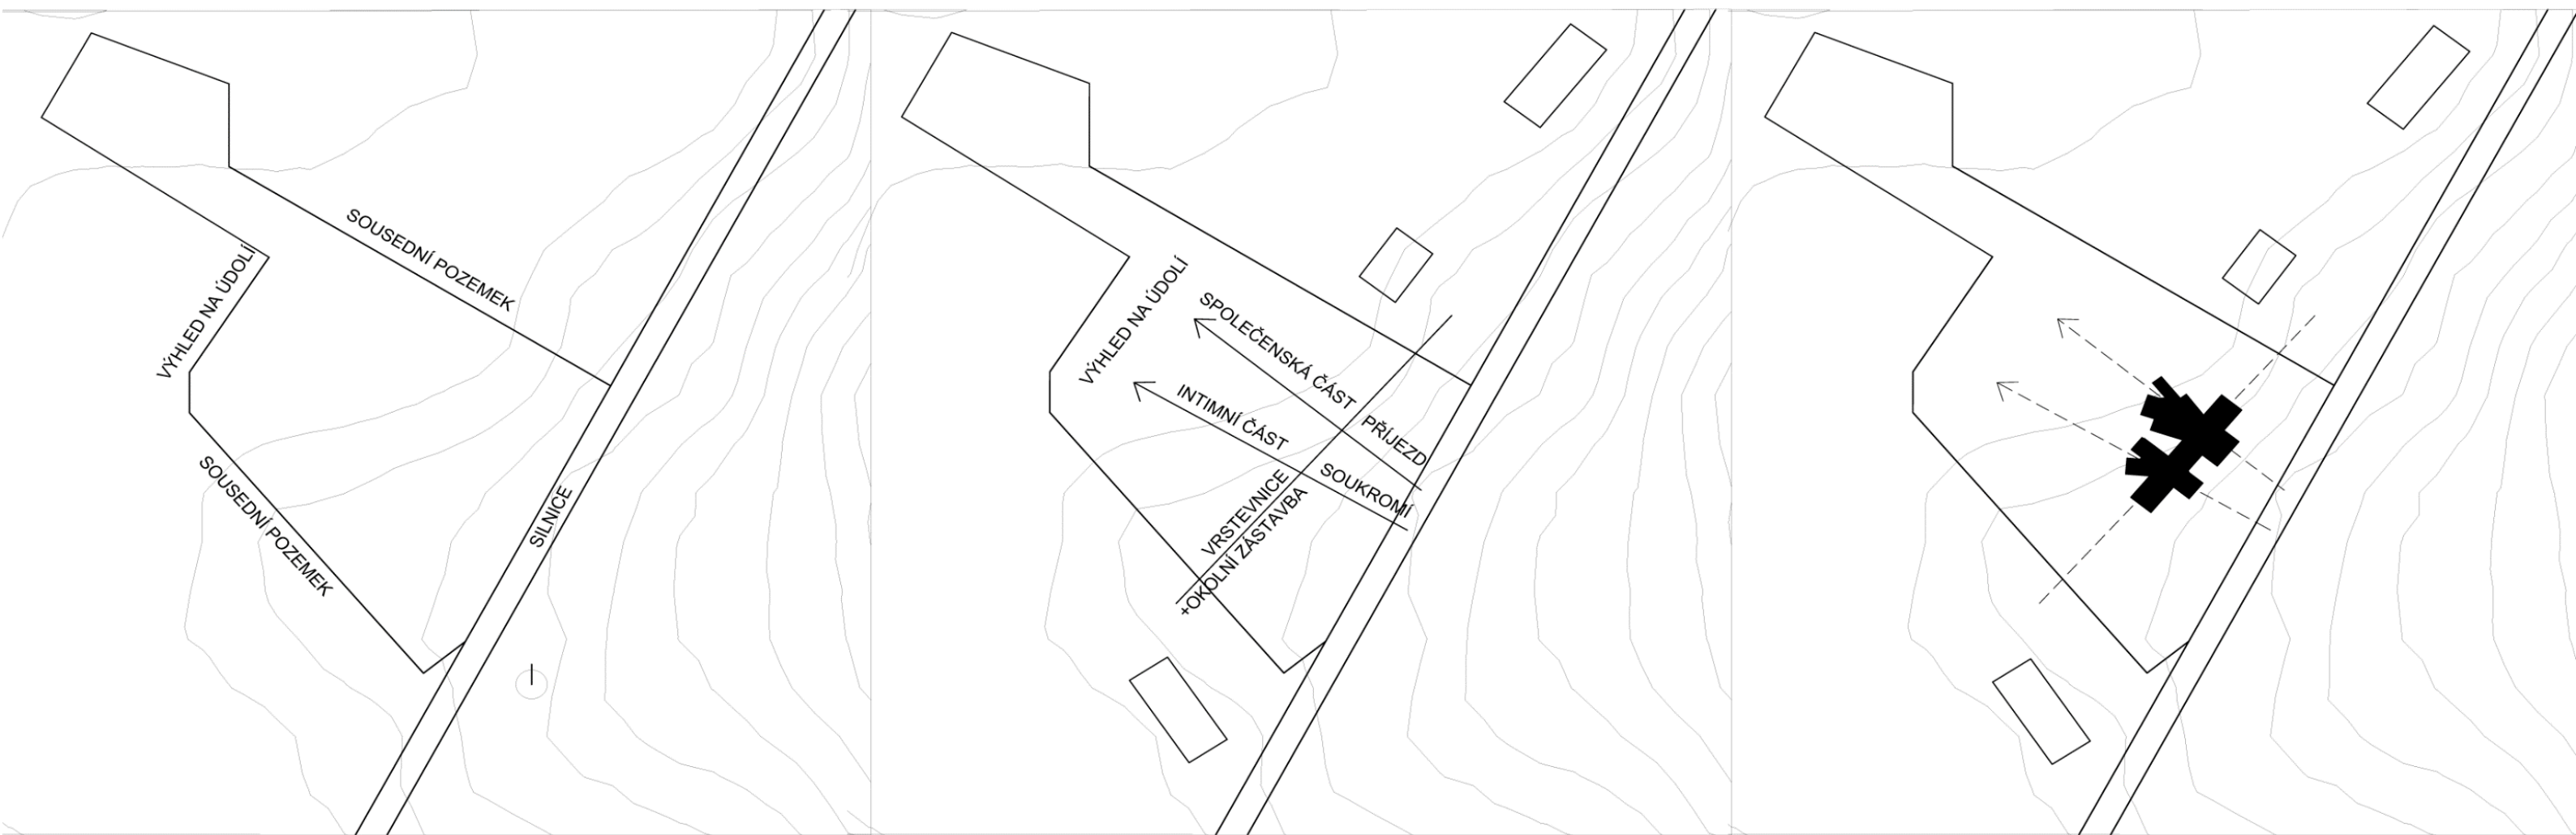 SOUSEDNÍ POZEMEK
VÝHLED NA ÚDOLÍ
SOUSEDNÍ POZEMEK
SILNICE
VÝHLED NA ÚDOLÍ
SPOLEČENSKÁ ČÁST
PŘÍJEZD
INTIMNÍ ČÁST
SOUKROMÍ
VRSTEVNICE
+OKOLNÍ ZÁSTAVBA